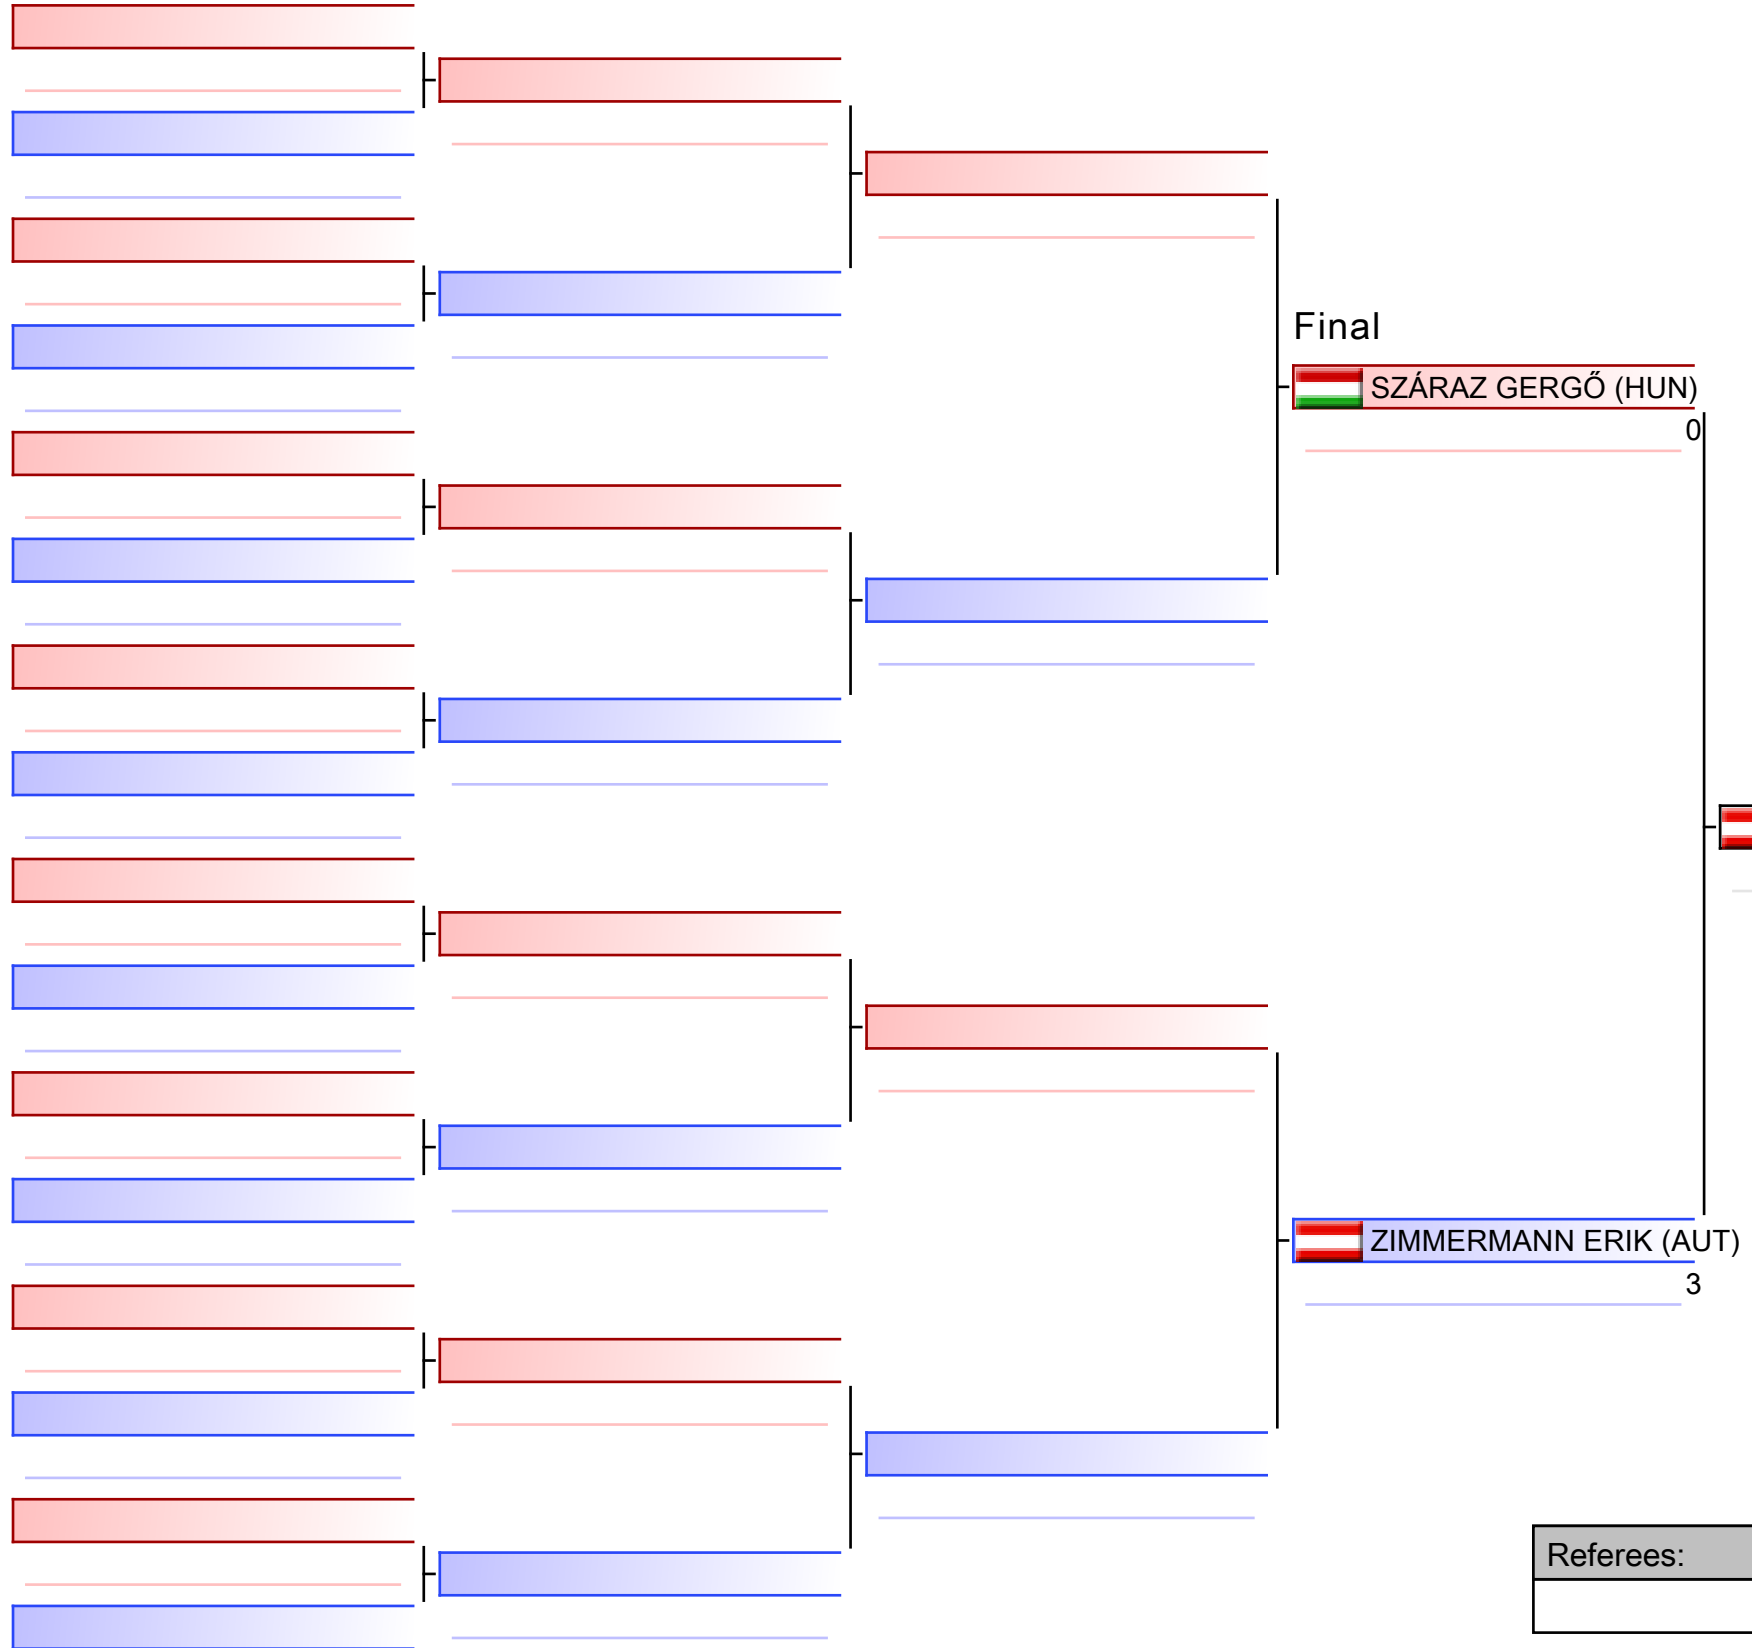 Final
SZÁRAZ GERGŐ (HUN)
0
ZIMMERMANN ERIK (AUT)
3
Referees: